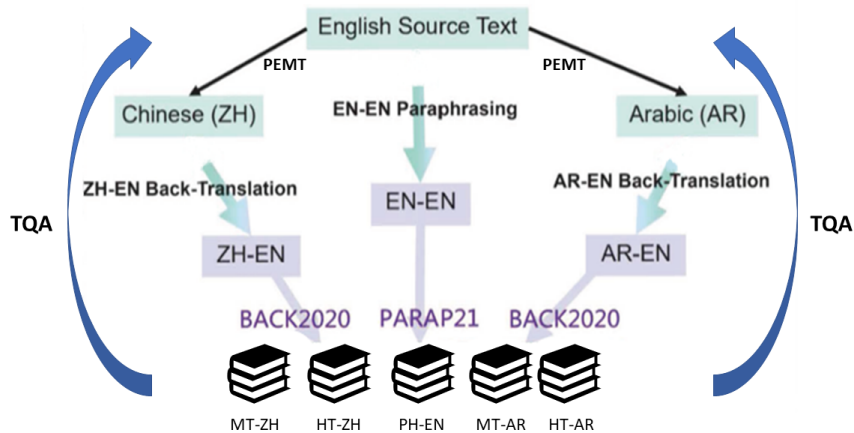 English Source Text
PEMT
PEMT
Chinese (ZH)
EN-EN Paraphrasing
Arabic (AR)
ZH-EN Back-Translation
AR-EN Back-Translation
EN-EN
TQA
TQA
ZH-EN
AR-EN
BACK2020
PARAP21
BACK2020
MT-ZH
HT-ZH
PH-EN
MT-AR
HT-AR